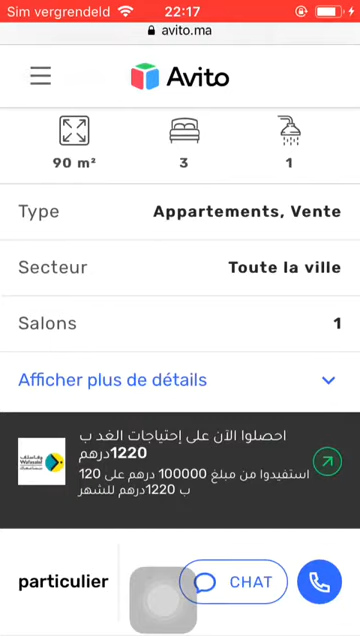 Sim vergrendeld 22:17
avito.ma
Avito
90 m² 3 1
Type Appartements, Vente
Secteur Toute la ville
Salons 1
Afficher plus de détails
احصلوا الآن على إحتياجات الغد ب
1220درهم
استفيدوا من مبلغ 100000 درهم على 120
ب 1220درهم للشهر
particulier CHAT